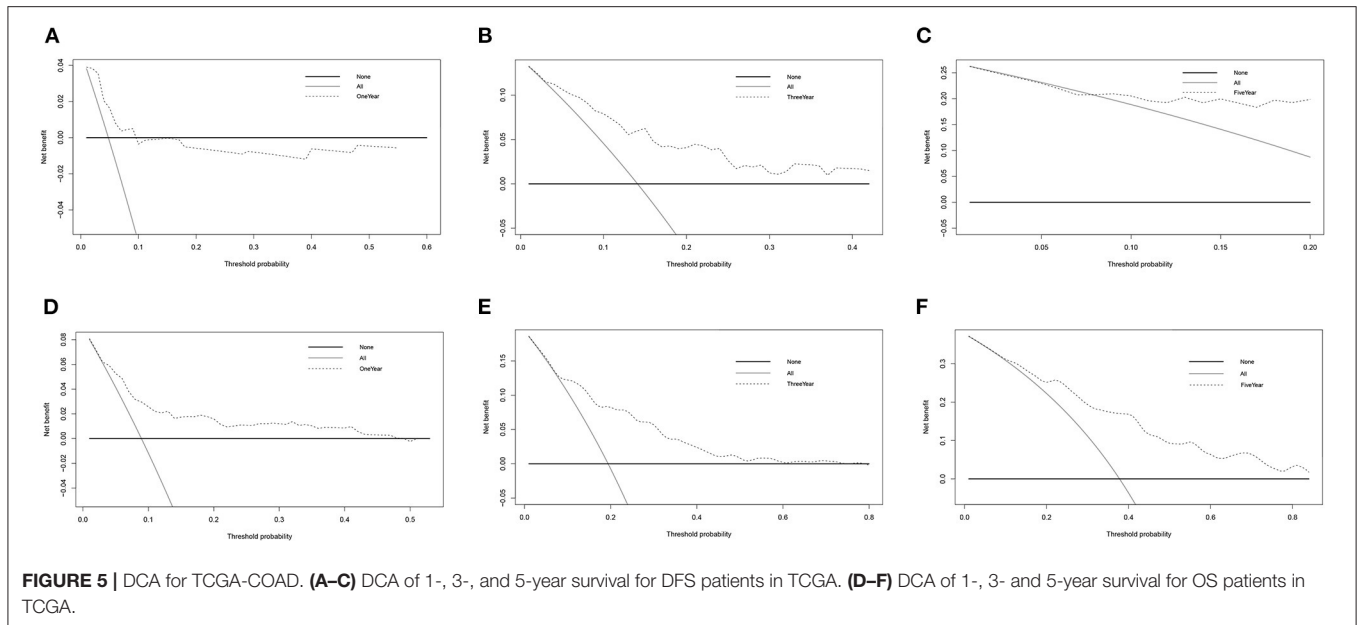 A
Net benefit
0.04
0.02
0.00
-0.02
-0.04
None
All
OneYear
0.0 0.1 0.2 0.3 0.4 0.5 0.6
Threshold probability
B
Net benefit
0.10
0.05
0.00
-0.05
None
All
ThreeYear
0.0 0.1 0.2 0.3 0.4
Threshold probability
C
Net benefit
0.25
0.20
0.15
0.10
0.05
0.00
-0.05
None
All
FiveYear
0.05 0.10 0.15 0.20
Threshold probability
D
Net benefit
0.08
0.06
0.04
0.02
0.00
-0.02
-0.04
None
All
OneYear
0.0 0.1 0.2 0.3 0.4 0.5
Threshold probability
E
Net benefit
0.15
0.10
0.05
0.00
-0.05
None
All
ThreeYear
0.0 0.2 0.4 0.6 0.8
Threshold probability
F
Net benefit
0.3
0.2
0.1
0.0
None
All
FiveYear
0.0 0.2 0.4 0.6 0.8
Threshold probability
FIGURE 5 | DCA for TCGA-COAD. (A–C) DCA of 1-, 3-, and 5-year survival for DFS patients in TCGA. (D–F) DCA of 1-, 3- and 5-year survival for OS patients in
TCGA.